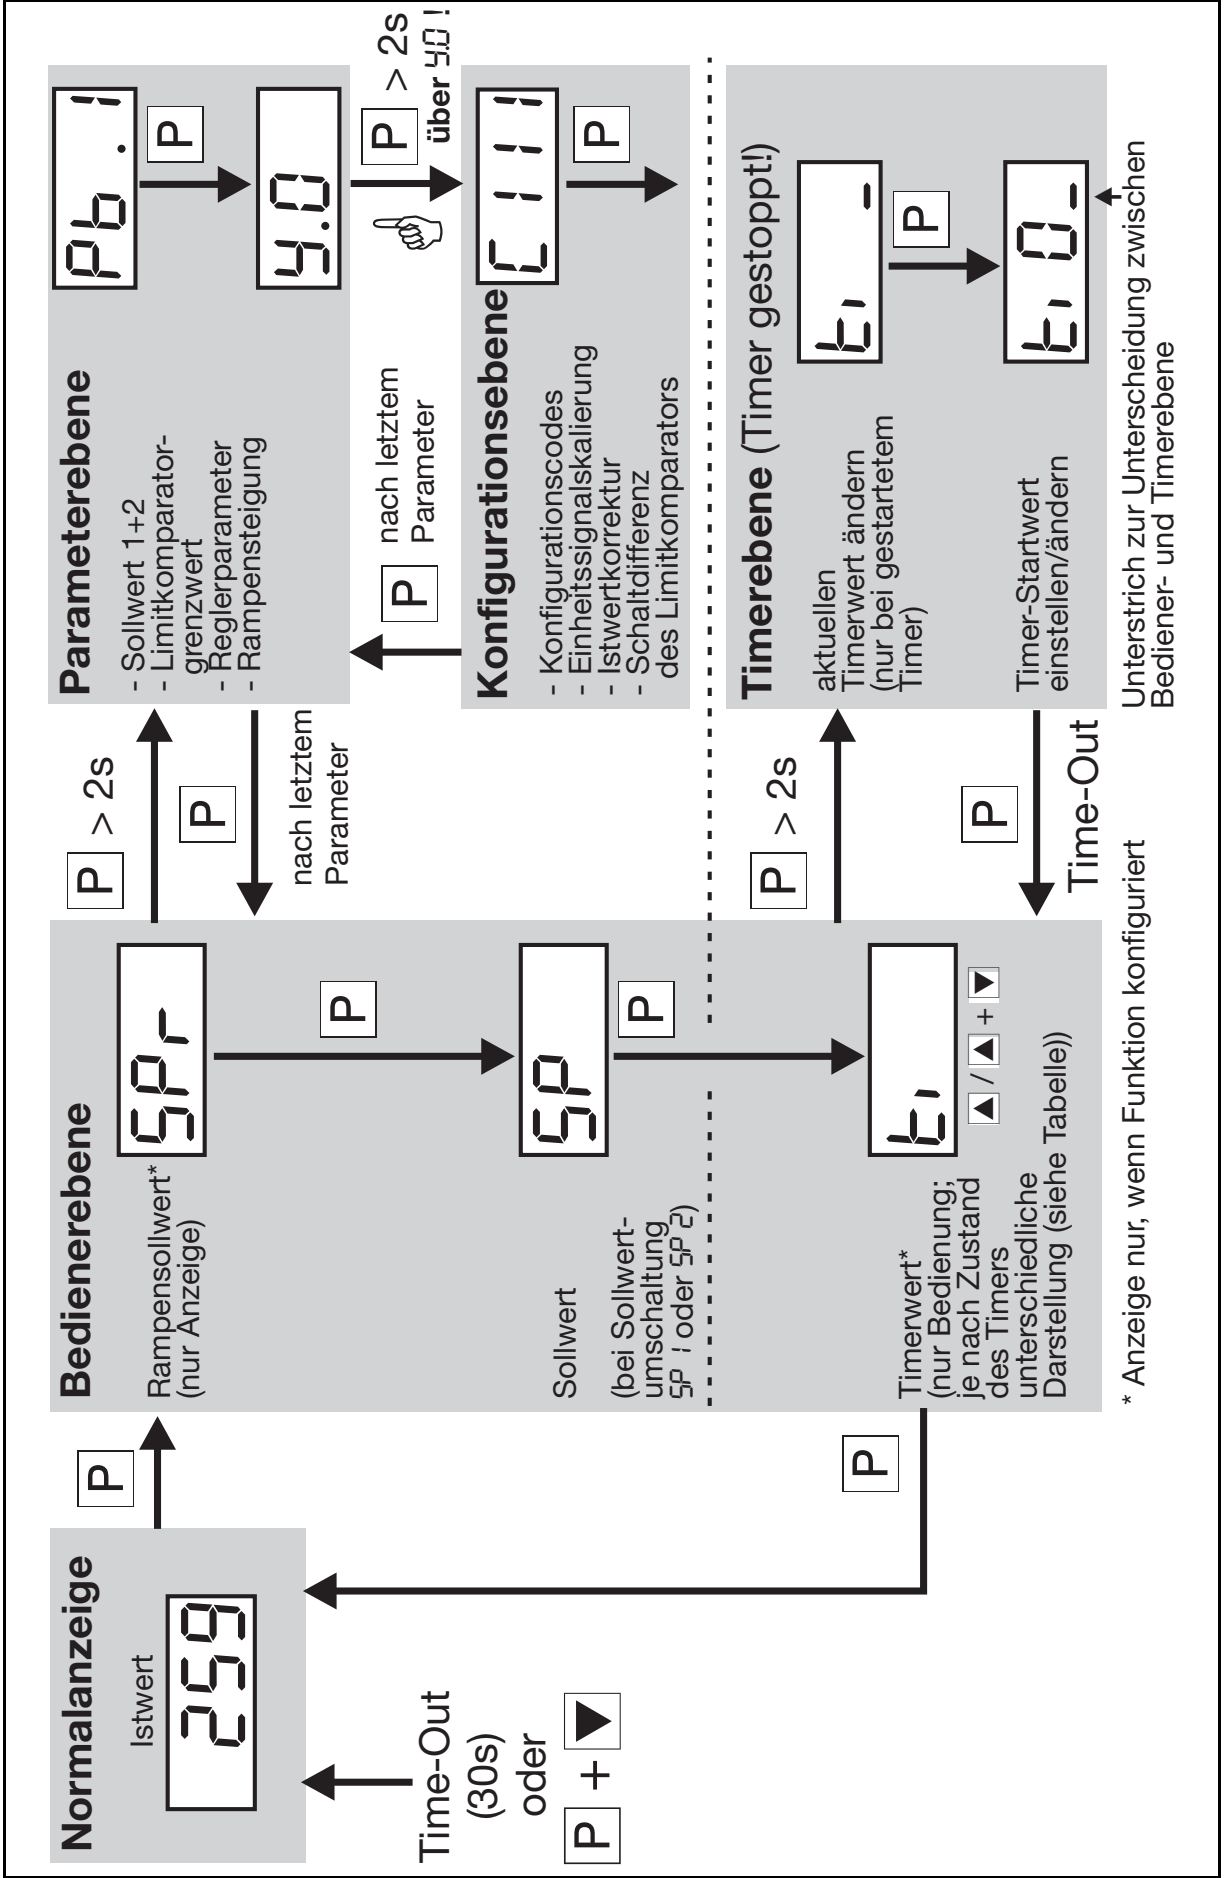 Normalanzeige
Istwert
259
Time-Out
(30s)
oder
P + ▼
P
P
Bedienerebene
Rampensollwert*
(nur Anzeige)
SPr
P
Sollwert
(bei Sollwert-
umschaltung
SP 1 oder SP 2)
SP
P
Timerwert*
(nur Bedienung;
je nach Zustand
des Timers
unterschiedliche
Darstellung (siehe Tabelle))
ti
▲ / ▲ + ▼
* Anzeige nur, wenn Funktion konfiguriert
P > 2s
P
nach letztem
Parameter
Parameterebene
- Sollwert 1+2
- Limitkomparator-
grenzwert
- Reglerparameter
- Rampensteigung
Pb.1
P
y.0
P > 2s
über y.0 !
P
nach letztem
Parameter
Konfigurationsebene
- Konfigurationscodes
- Einheitssignalskalierung
- Istwertkorrektur
- Schaltdifferenz
des Limitkomparators
C111
P
P > 2s
P
Time-Out
Timerebene (Timer gestoppt!)
aktuellen
Timerwert ändern
(nur bei gestartetem
Timer)
ti _
P
Timer-Startwert
einstellen/ändern
ti0_
Unterstrich zur Unterscheidung zwischen
Bediener- und Timerebene